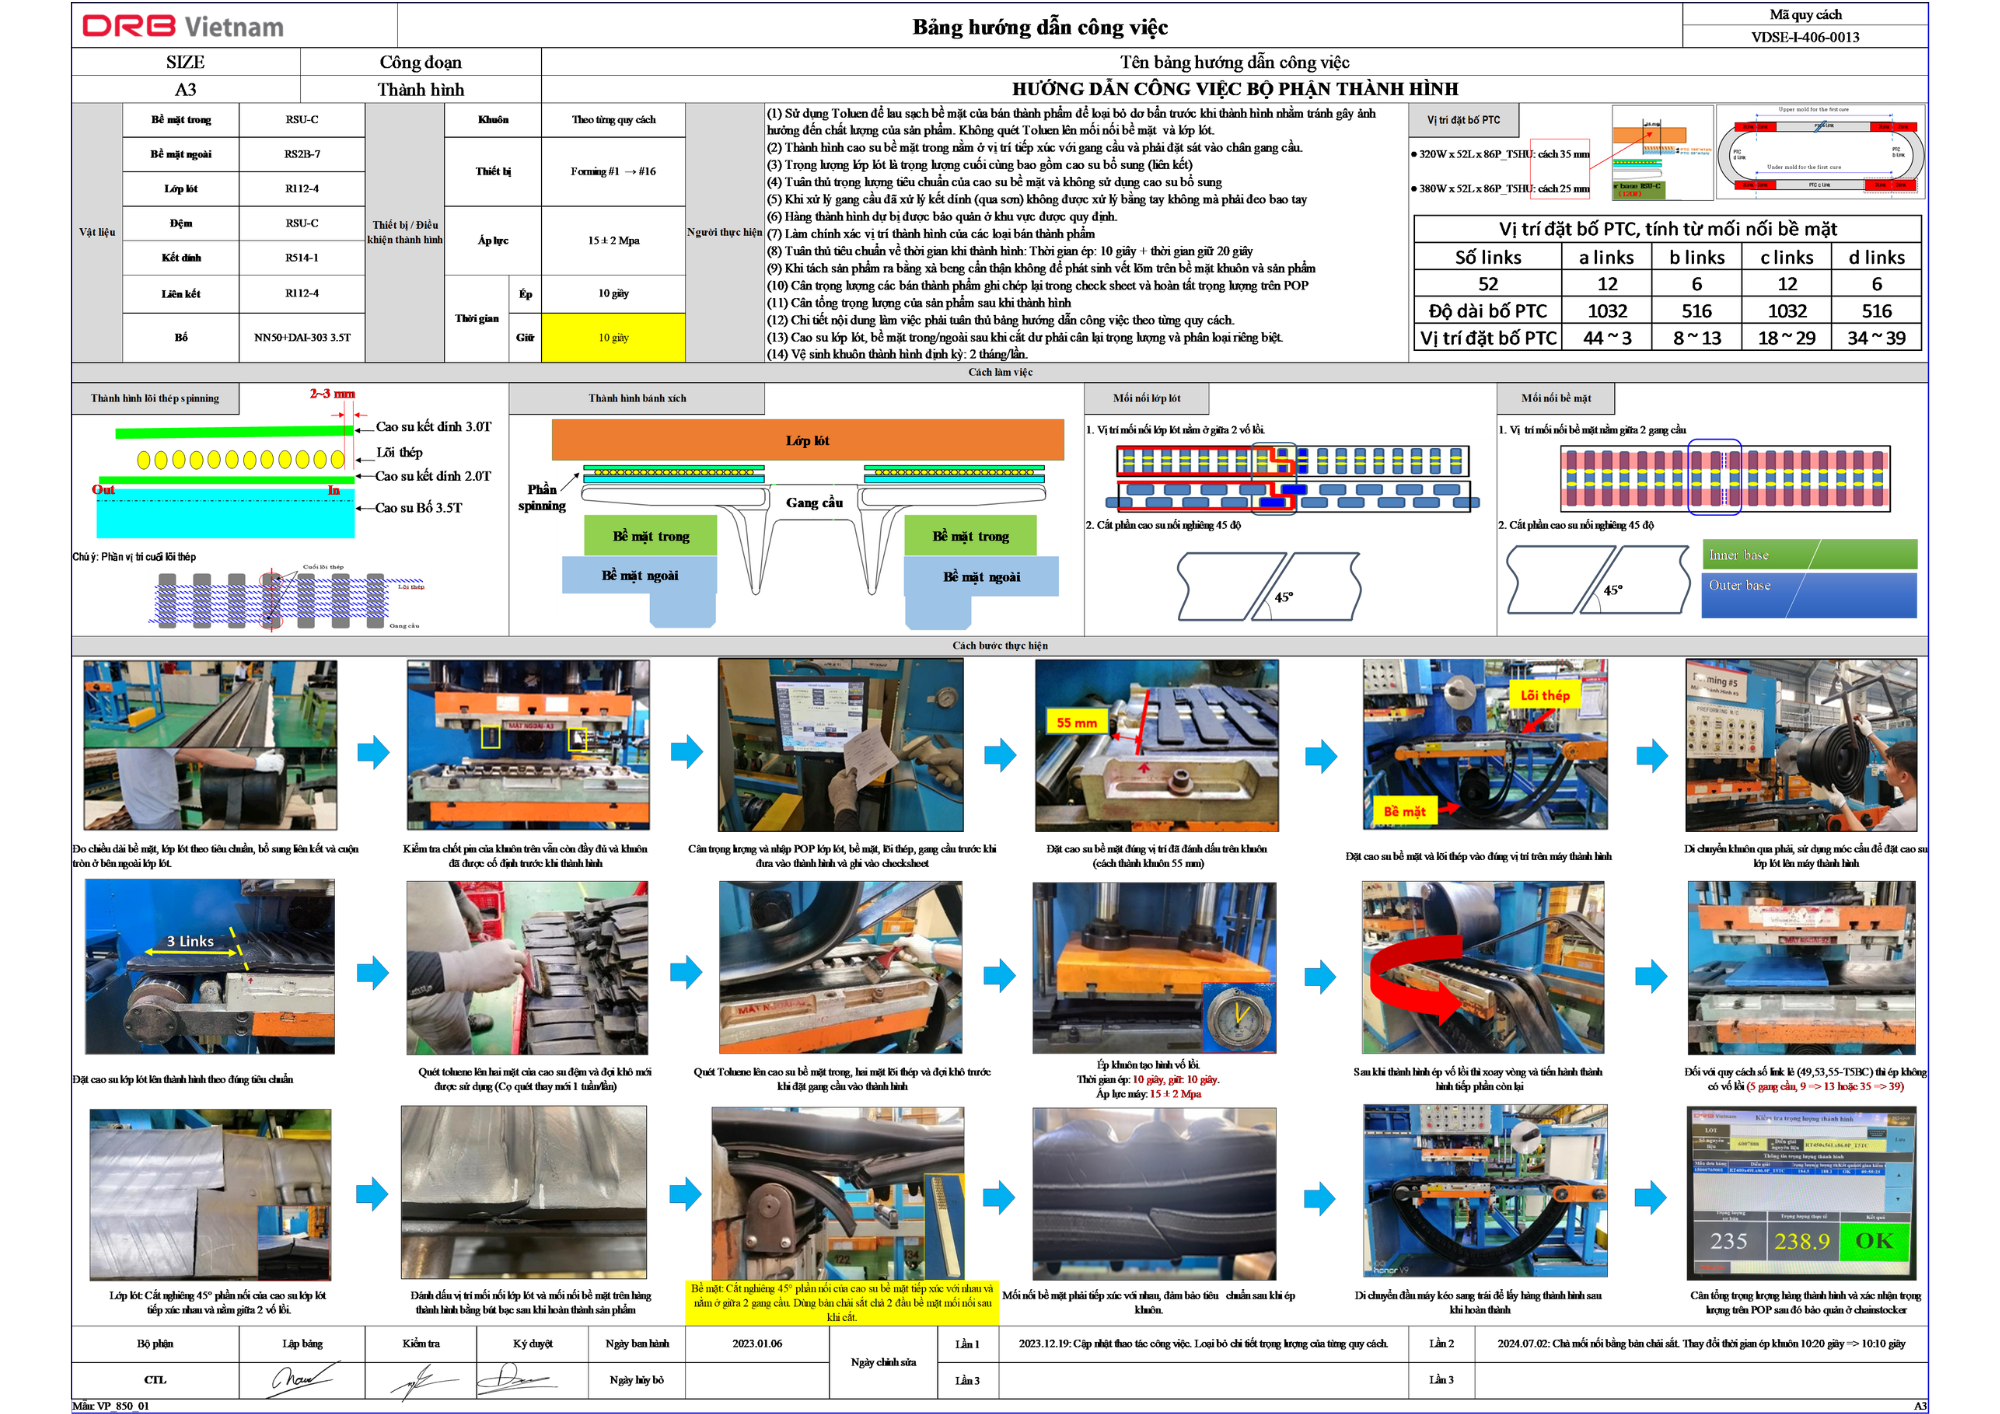 DRB Vietnam
Bảng hướng dẫn công việc
Mã quy cách
VDSE-I-406-0013
SIZE
Công đoạn
Tên bảng hướng dẫn công việc
A3
Thành hình
HƯỚNG DẪN CÔNG VIỆC BỘ PHẬN THÀNH HÌNH
Vật liệu
Bề mặt trong
RSU-C
Bề mặt ngoài
RS2B-7
Lớp lót
R112-4
Đệm
RSU-C
Kết dính
R514-1
Liên kết
R112-4
Bố
NN50+DAI-303 3.5T
Thiết bị / Điều
khiện thành hình
Khuôn
Theo từng quy cách
Thiết bị
Forming #1 → #16
Áp lực
15 ± 2 Mpa
Thời gian
Ép
10 giây
Giữ
10 giây
Người thực hiện
(1) Sử dụng Toluen để lau sạch bề mặt của bán thành phẩm để loại bỏ dơ bẩn trước khi thành hình nhằm tránh gây ảnh
hưởng đến chất lượng của sản phẩm. Không quét Toluen lên mối nối bề mặt và lớp lót.
(2) Thành hình cao su bề mặt trong nằm ở vị trí tiếp xúc với gang cầu và phải đặt sát vào chân gang cầu.
(3) Trọng lượng lớp lót là trọng lượng cuối cùng bao gồm cao su bổ sung (liên kết)
(4) Tuân thủ trọng lượng tiêu chuẩn của cao su bề mặt và không sử dụng cao su bổ sung
(5) Khi xử lý gang cầu đã xử lý kết dính (qua sơn) không được xử lý bằng tay không mà phải đeo bao tay
(6) Hàng thành hình dự bị được bảo quản ở khu vực được quy định.
(7) Làm chính xác vị trí thành hình của các loại bán thành phẩm
(8) Tuân thủ tiêu chuẩn về thời gian khi thành hình: Thời gian ép: 10 giây + thời gian giữ 20 giây
(9) Khi tách sản phẩm ra bằng xà beng cẩn thận không để phát sinh vết lõm trên bề mặt khuôn và sản phẩm
(10) Cân trọng lượng các bán thành phẩm ghi chép lại trong check sheet và hoàn tất trọng lượng trên POP
(11) Cân tổng trọng lượng của sản phẩm sau khi thành hình
(12) Chi tiết nội dung làm việc phải tuân thủ bảng hướng dẫn công việc theo từng quy cách.
(13) Cao su lớp lót, bề mặt trong/ngoài sau khi cắt dư phải cân lại trọng lượng và phân loại riêng biệt.
(14) Vệ sinh khuôn thành hình định kỳ: 2 tháng/lần.
Vị trí đặt bố PTC
● 320W x 52L x 86P_T5HU: cách 35 mm
● 380W x 52L x 86P_T5HU: cách 25 mm
Upper mold for the first cure
PTC
d Link
PTC
b link
Under mold for the first cure
PTC c link
Vị trí đặt bố PTC, tính từ mối nối bề mặt
Số links a links b links c links d links
52 12 6 12 6
Độ dài bố PTC 1032 516 1032 516
Vị trí đặt bố PTC 44 ~ 3 8 ~ 13 18 ~ 29 34 ~ 39
Cách làm việc
Thành hình lõi thép spinning
2~3 mm
Cao su kết dính 3.0T
Lõi thép
Cao su kết dính 2.0T
Out
In
Cao su Bố 3.5T
Chú ý: Phần vị trí cuối lõi thép
Cuối lõi thép
Lõi thép
Gang cầu
Thành hình bánh xích
Lớp lót
Phần
spinning
Gang cầu
Bề mặt trong
Bề mặt trong
Bề mặt ngoài
Bề mặt ngoài
Mối nối lớp lót
1. Vị trí mối nối lớp lót nằm ở giữa 2 vố lồi.
2. Cắt phần cao su nối nghiêng 45 độ
45°
Mối nối bề mặt
1. Vị trí mối nối bề mặt nằm giữa 2 gang cầu
2. Cắt phần cao su nối nghiêng 45 độ
45°
Inner base
Outer base
Cách bước thực hiện
MẶT NGOÀI A3
55 mm
Lõi thép
Bề mặt
Forming #5
Đo chiều dài bề mặt, lớp lót theo tiêu chuẩn, bổ sung liên kết và cuộn
tròn ở bên ngoài lớp lót.
Kiểm tra chốt pin của khuôn trên vẫn còn đầy đủ và khuôn
đã được cố định trước khi thành hình
Cân trọng lượng và nhập POP lớp lót, bề mặt, lõi thép, gang cầu trước khi
đưa vào thành hình và ghi vào checksheet
Đặt cao su bề mặt đúng vị trí đã đánh dấu trên khuôn
(cách thành khuôn 55 mm)
Đặt cao su bề mặt và lõi thép vào đúng vị trí trên máy thành hình
Di chuyển khuôn qua phải, sử dụng móc cẩu để đặt cao su
lớp lót lên máy thành hình
3 Links
Đặt cao su lớp lót lên thành hình theo đúng tiêu chuẩn
Quét toluene lên hai mặt của cao su đệm và đợi khô mới
được sử dụng (Cọ quét thay mới 1 tuần/lần)
Quét Toluene lên cao su bề mặt trong, hai mặt lõi thép và đợi khô trước
khi đặt gang cầu vào thành hình
Ép khuôn tạo hình vố lồi.
Thời gian ép: 10 giây, giữ: 10 giây.
Áp lực máy: 15 ± 2 Mpa
Sau khi thành hình ép vố lồi thì xoay vòng và tiến hành thành
hình tiếp phần còn lại
Đối với quy cách số link lẻ (49,53,55-T5BC) thì ép không
có vố lồi (5 gang cầu, 9 => 13 hoặc 35 => 39)
Kiểm tra trọng lượng thành hình
LOT
235
238.9
OK
honor V9
Lớp lót: Cắt nghiêng 45° phần nối của cao su lớp lót
tiếp xúc nhau và nằm giữa 2 vố lồi.
Đánh dấu vị trí mối nối lớp lót và mối nối bề mặt trên hàng
thành hình bằng bút bạc sau khi hoàn thành sản phẩm
Bề mặt: Cắt nghiêng 45° phần nối của cao su bề mặt tiếp xúc với nhau và
nằm ở giữa 2 gang cầu. Dùng bàn chải sắt chà 2 đầu bề mặt mối nối sau
khi cắt.
Mối nối bề mặt phải tiếp xúc với nhau, đảm bảo tiêu chuẩn sau khi ép
khuôn.
Di chuyển đầu máy kéo sang trái để lấy hàng thành hình sau
khi hoàn thành
Cân tổng trọng lượng hàng thành hình và xác nhận trọng
lượng trên POP sau đó bảo quản ở chainstocker
Bộ phận
Lập bảng
Kiểm tra
Ký duyệt
Ngày ban hành
2023.01.06
Ngày chỉnh sửa
Lần 1
2023.12.19: Cập nhật thao tác công việc. Loại bỏ chi tiết trọng lượng của từng quy cách.
Lần 2
2024.07.02: Chà mối nối bằng bàn chải sắt. Thay đổi thời gian ép khuôn 10:20 giây => 10:10 giây
CTL
Ngày hủy bỏ
Lần 3
Lần 3
Mẫu: VP_850_01
A3